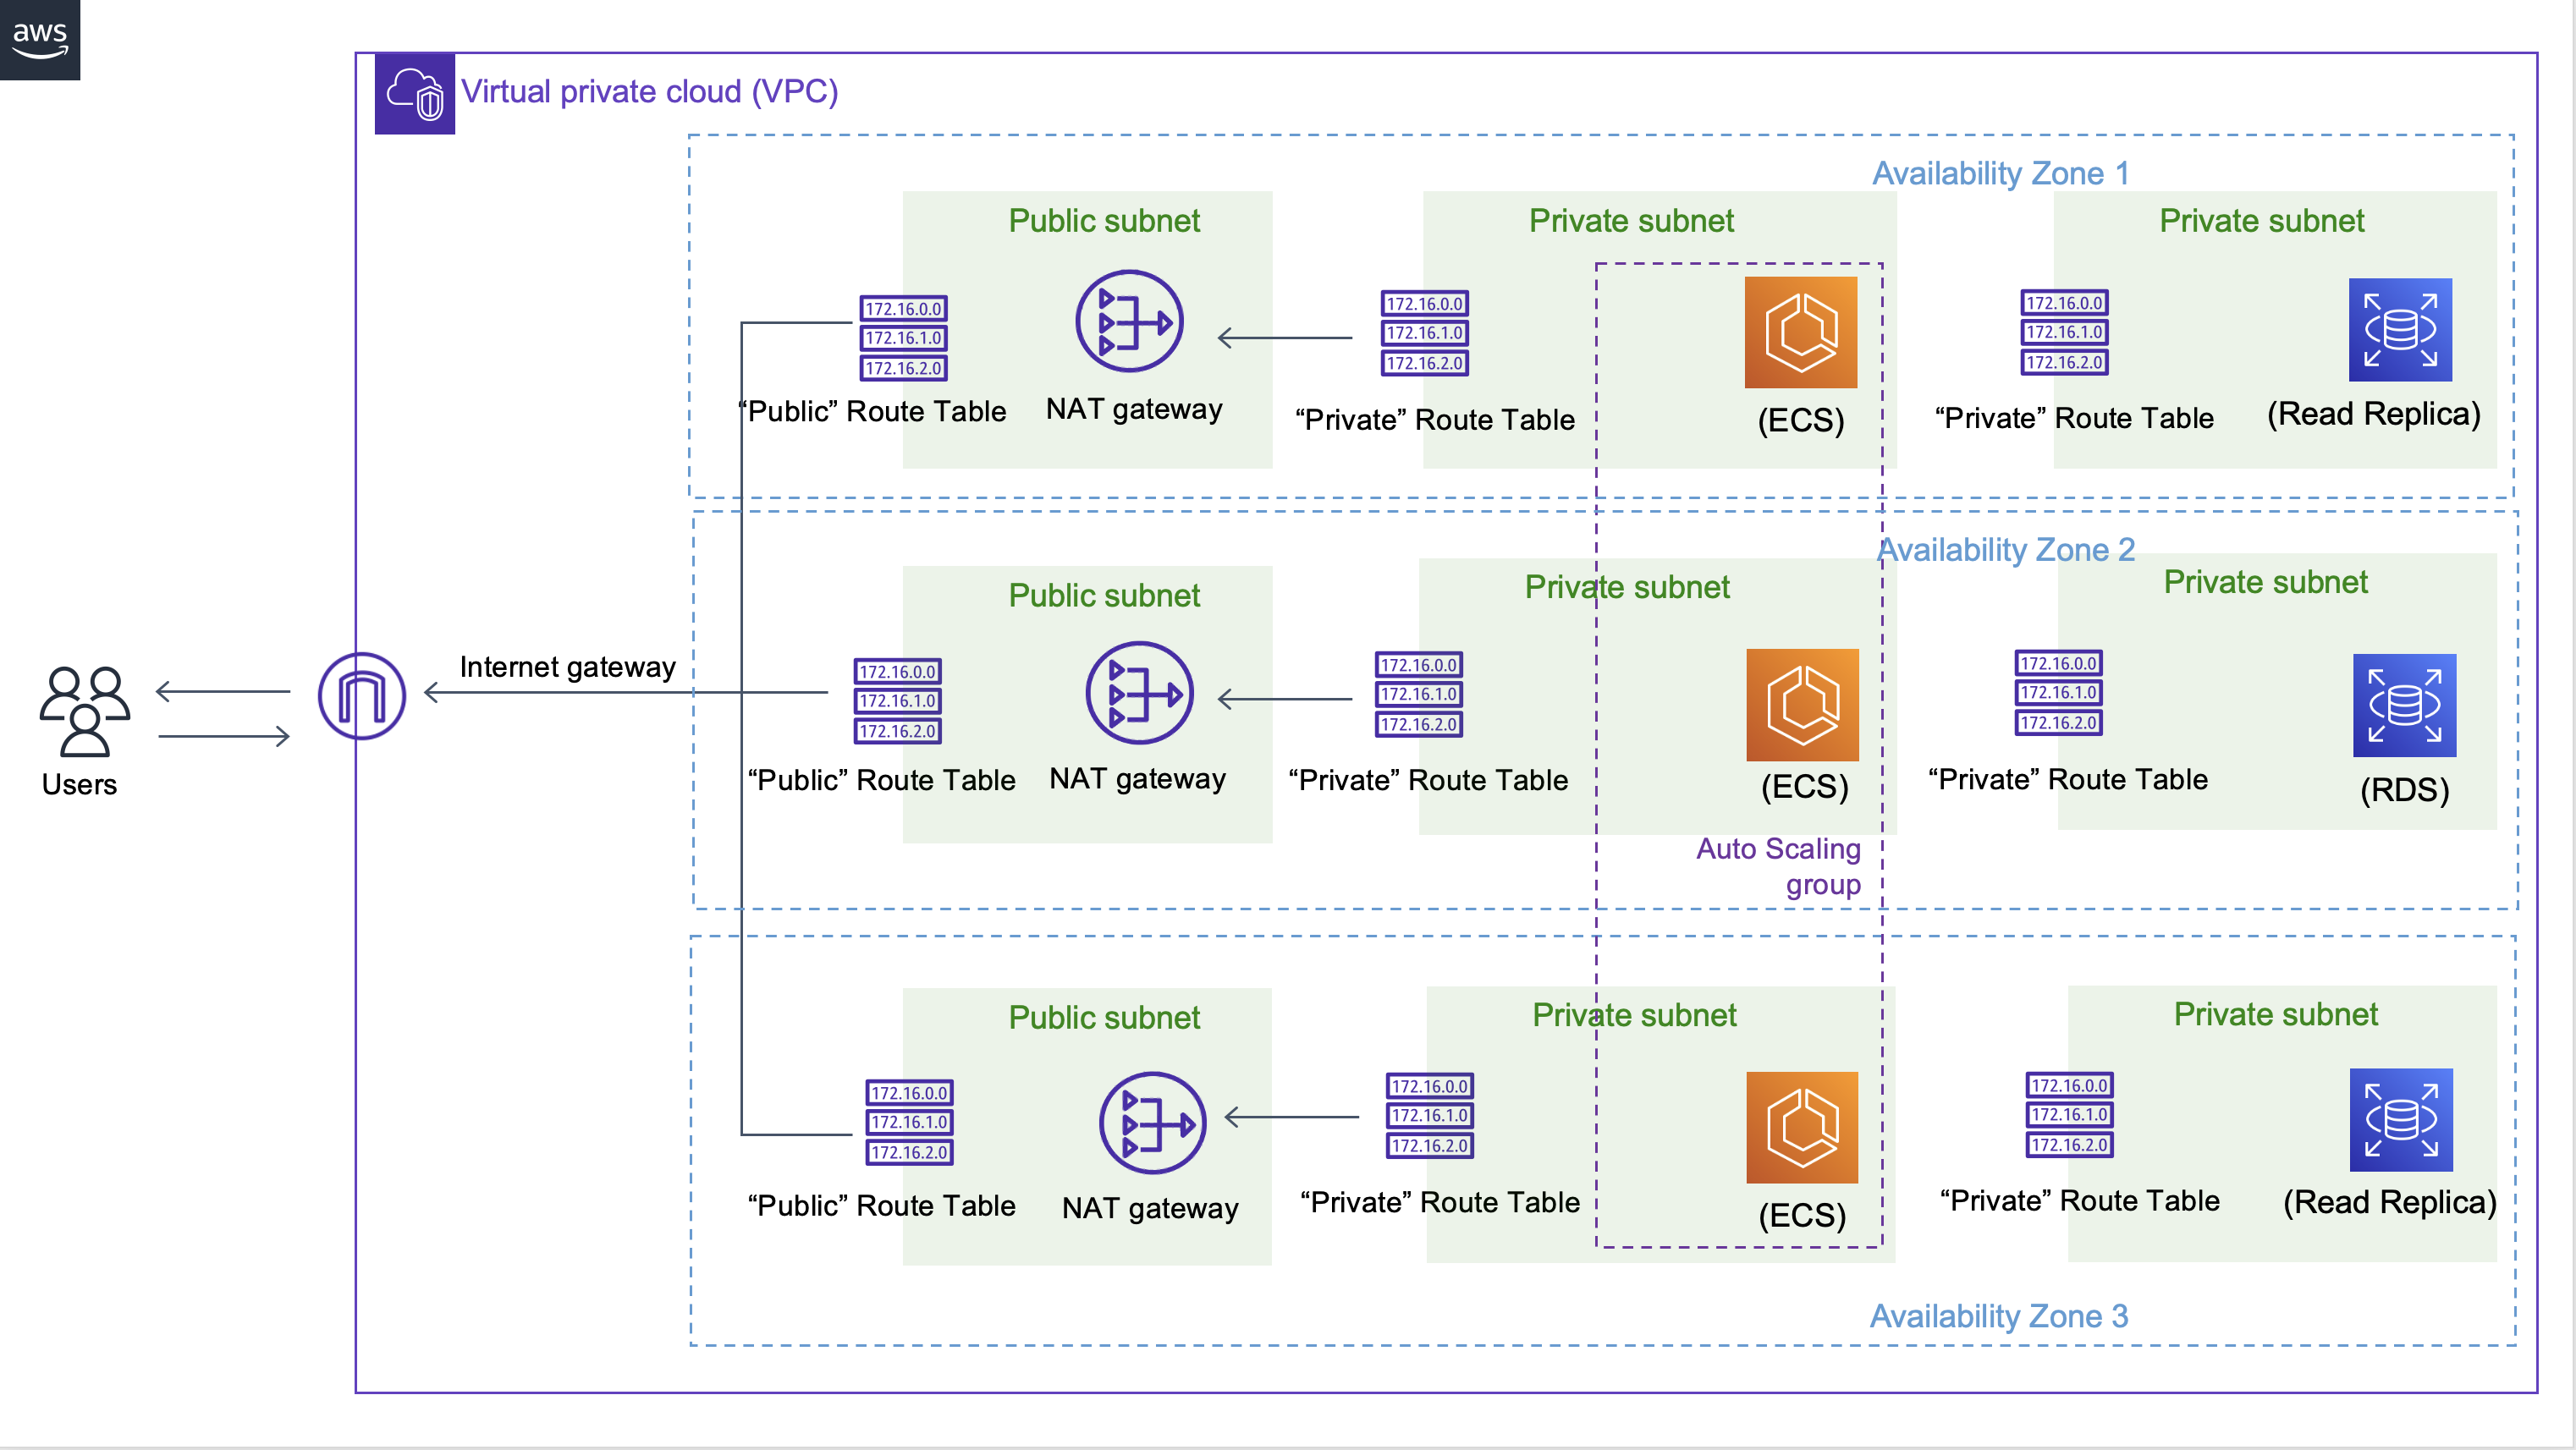 aws
Virtual private cloud (VPC)
Availability Zone 1
Public subnet
Private subnet
Private subnet
172.16.0.0
172.16.1.0
172.16.2.0
“Public” Route Table
NAT gateway
172.16.0.0
172.16.1.0
172.16.2.0
“Private” Route Table
(ECS)
172.16.0.0
172.16.1.0
172.16.2.0
“Private” Route Table
(Read Replica)
Availability Zone 2
Public subnet
Private subnet
Private subnet
Users
Internet gateway
172.16.0.0
172.16.1.0
172.16.2.0
“Public” Route Table
NAT gateway
172.16.0.0
172.16.1.0
172.16.2.0
“Private” Route Table
(ECS)
172.16.0.0
172.16.1.0
172.16.2.0
“Private” Route Table
(RDS)
Auto Scaling
group
Public subnet
Private subnet
Private subnet
172.16.0.0
172.16.1.0
172.16.2.0
“Public” Route Table
NAT gateway
172.16.0.0
172.16.1.0
172.16.2.0
“Private” Route Table
(ECS)
172.16.0.0
172.16.1.0
172.16.2.0
“Private” Route Table
(Read Replica)
Availability Zone 3